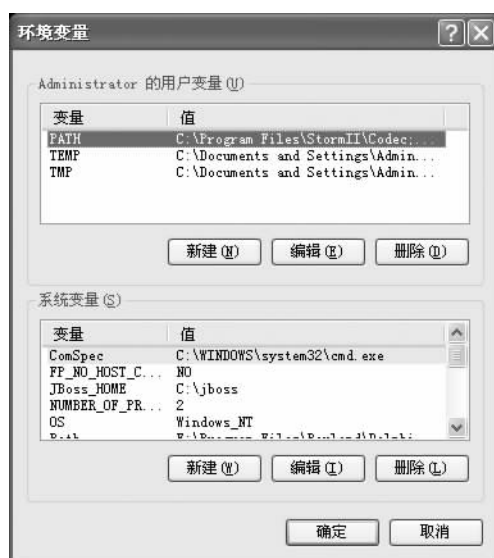 环境变量
Administrator 的用户变量(U)
变量 值
PATH C:\Program Files\StormII\Codec;...
TEMP C:\Documents and Settings\Admin...
TMP C:\Documents and Settings\Admin...
新建(N) 编辑(E) 删除(D)
系统变量(S)
变量 值
ComSpec C:\WINDOWS\system32\cmd.exe
FP_NO_HOST_C... NO
JBoss_HOME C:\jboss
NUMBER_OF_PR... 2
OS Windows_NT
新建(W) 编辑(I) 删除(L)
确定 取消